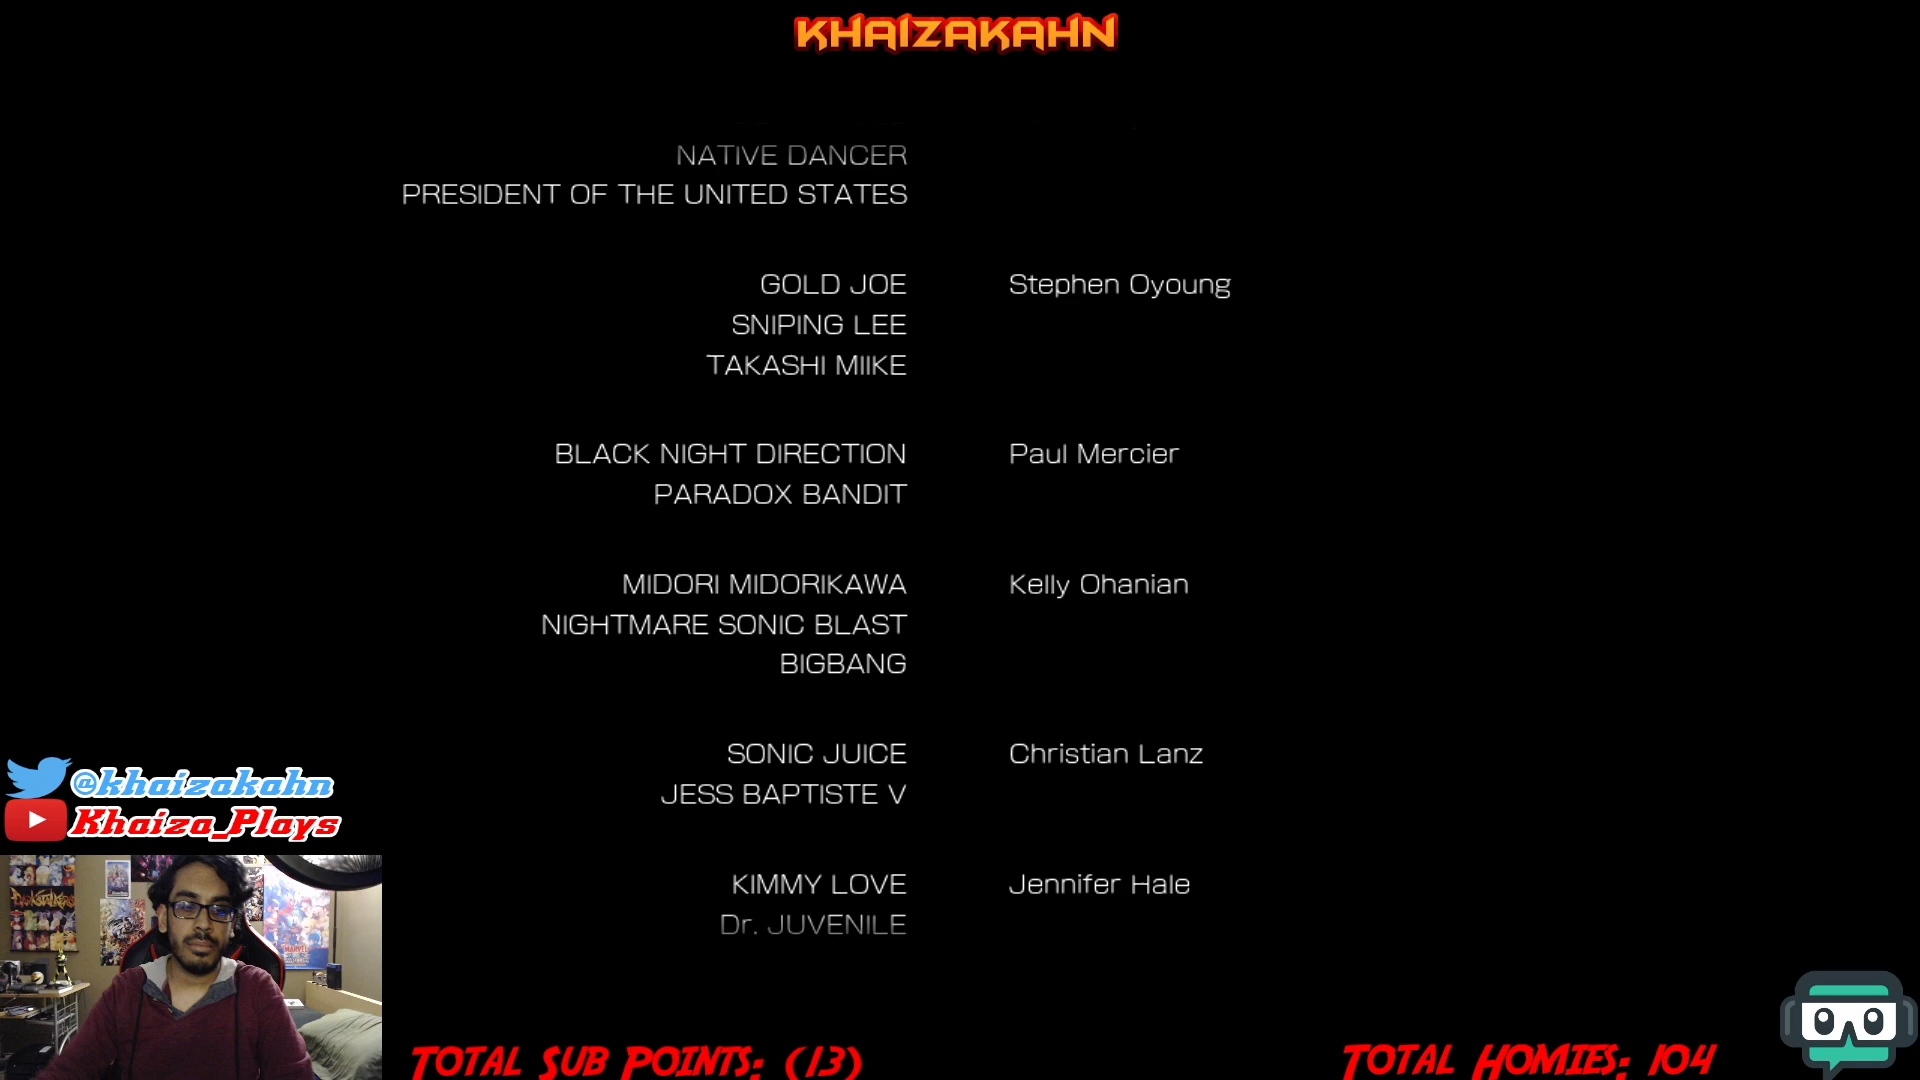 KHAIZAKAHN
NATIVE DANCER
PRESIDENT OF THE UNITED STATES
GOLD JOE Stephen Oyoung
SNIPING LEE
TAKASHI MIIKE
BLACK NIGHT DIRECTION Paul Mercier
PARADOX BANDIT
MIDORI MIDORIKAWA Kelly Ohanian
NIGHTMARE SONIC BLAST
BIGBANG
SONIC JUICE Christian Lanz
JESS BAPTISTE V
KIMMY LOVE Jennifer Hale
Dr. JUVENILE
@khaizakahn
Khaiza_Plays
DARKSTALKERS
MARVEL
TOTAL SUB POINTS: (13)
TOTAL HOMIES: 104